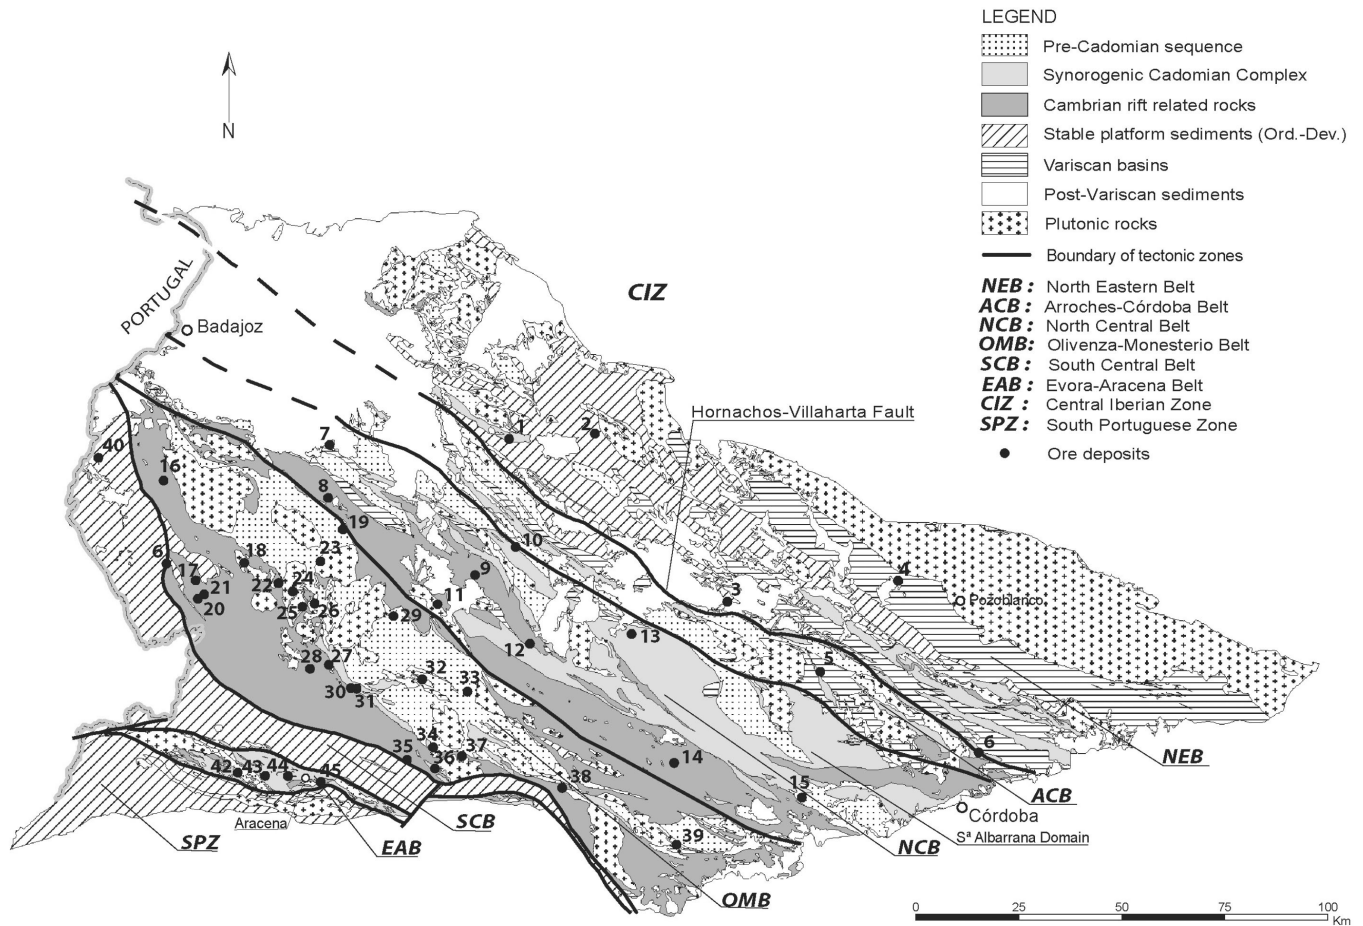 LEGEND
Pre-Cadomian sequence
Synorogenic Cadomian Complex
Cambrian rift related rocks
Stable platform sediments (Ord.-Dev.)
Variscan basins
Post-Variscan sediments
Plutonic rocks
Boundary of tectonic zones
NEB : North Eastern Belt
ACB : Arroches-Córdoba Belt
NCB : North Central Belt
OMB: Olivenza-Monesterio Belt
SCB : South Central Belt
EAB : Evora-Aracena Belt
CIZ : Central Iberian Zone
SPZ : South Portuguese Zone
Ore deposits
N
PORTUGAL
Badajoz
CIZ
Hornachos-Villaharta Fault
1
2
7
40
16
8
19
10
6
18
23
17
21
20
22
24
25
26
9
11
29
3
4
Pozoblanco
12
13
5
28
27
30
31
32
33
34
35
36
37
38
14
15
6
39
42
43
44
45
Aracena
SPZ
EAB
SCB
OMB
NCB
Sª Albarrana Domain
Córdoba
ACB
NEB
0 25 50 75 100
Km